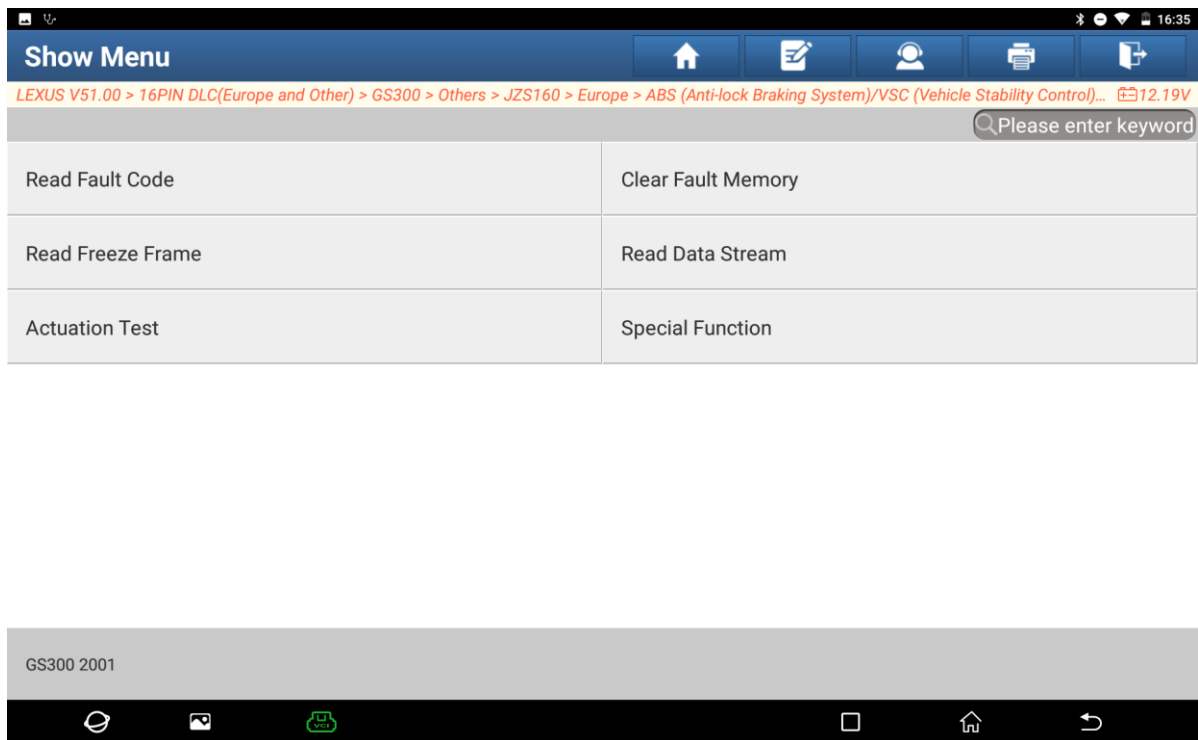 16:35
Show Menu
LEXUS V51.00 > 16PIN DLC(Europe and Other) > GS300 > Others > JZS160 > Europe > ABS (Anti-lock Braking System)/VSC (Vehicle Stability Control)... 12.19V
Please enter keyword
Read Fault Code
Clear Fault Memory
Read Freeze Frame
Read Data Stream
Actuation Test
Special Function
GS300 2001
VCI